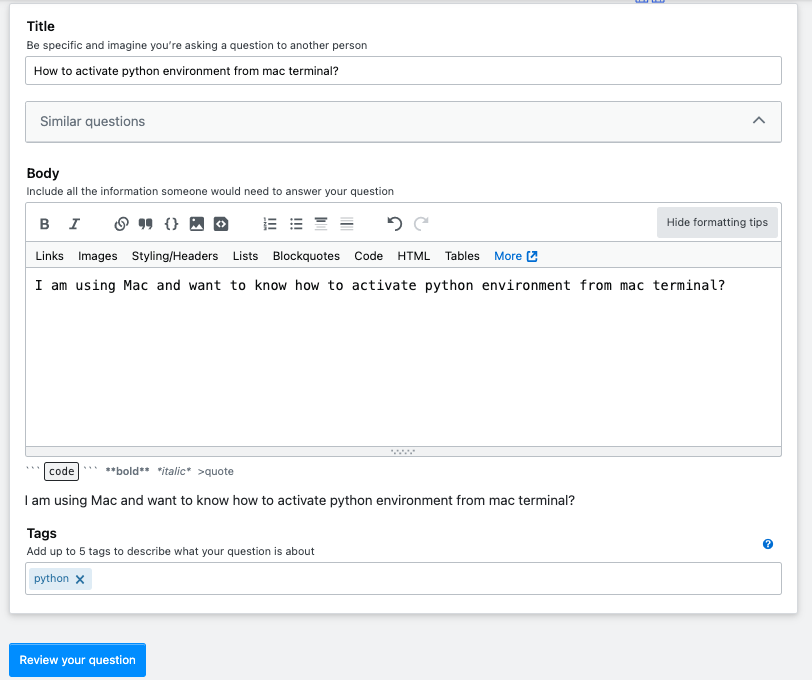 Title
Be specific and imagine you’re asking a question to another person
How to activate python environment from mac terminal?
Similar questions
Body
Include all the information someone would need to answer your question
B I {} Hide formatting tips
Links Images Styling/Headers Lists Blockquotes Code HTML Tables More
I am using Mac and want to know how to activate python environment from mac terminal?
``` code ``` **bold** *italic* >quote
I am using Mac and want to know how to activate python environment from mac terminal?
Tags
Add up to 5 tags to describe what your question is about
?
python ×
Review your question